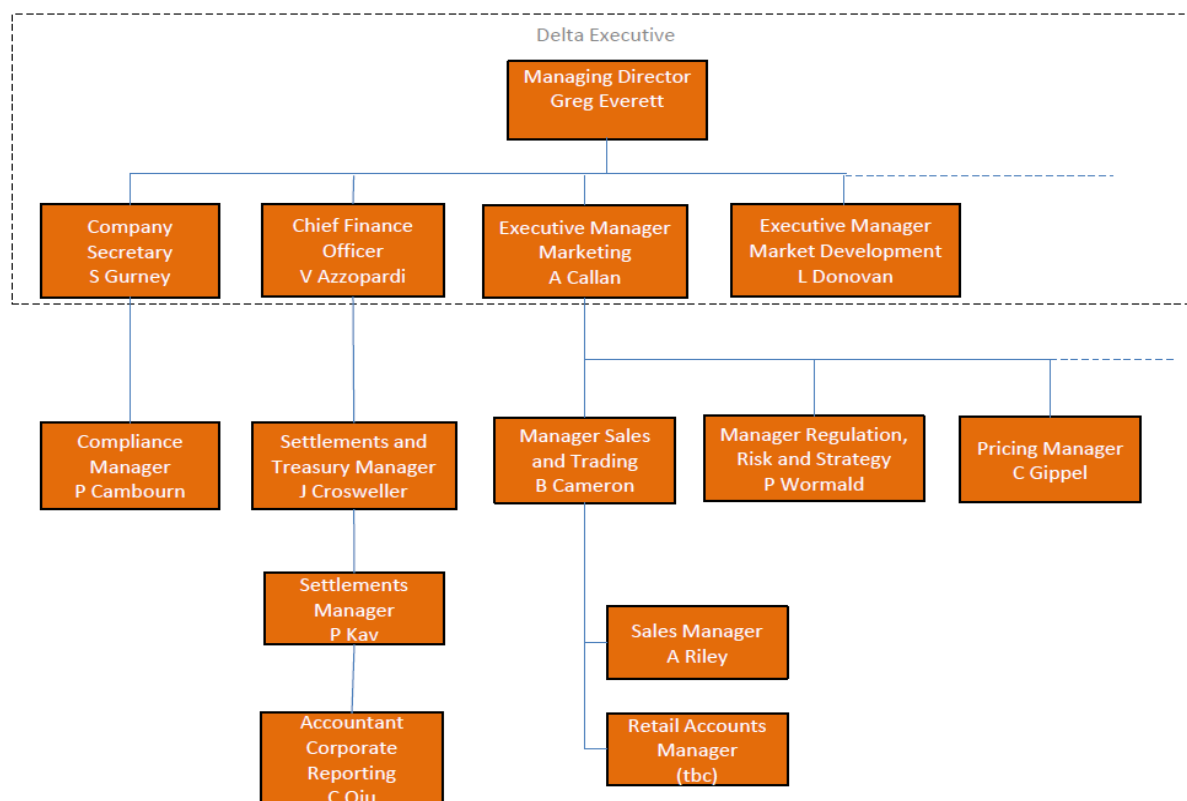 Delta Executive
Managing Director
Greg Everett
Company
Secretary
S Gurney
Chief Finance
Officer
V Azzopardi
Executive Manager
Marketing
A Callan
Executive Manager
Market Development
L Donovan
Compliance
Manager
P Cambourn
Settlements and
Treasury Manager
J Crosweller
Manager Sales
and Trading
B Cameron
Manager Regulation,
Risk and Strategy
P Wormald
Pricing Manager
C Gippel
Settlements
Manager
P Kav
Sales Manager
A Riley
Accountant
Corporate
Reporting
C
Retail Accounts
Manager
(tbc)